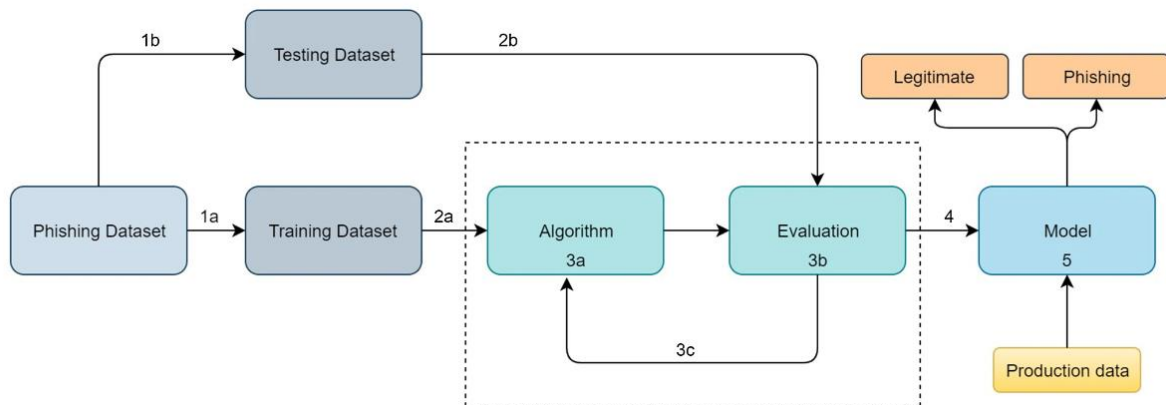 1b
Testing Dataset
2b
Legitimate
Phishing
Phishing Dataset
1a
Training Dataset
2a
Algorithm
3a
Evaluation
3b
4
Model
5
3c
Production data